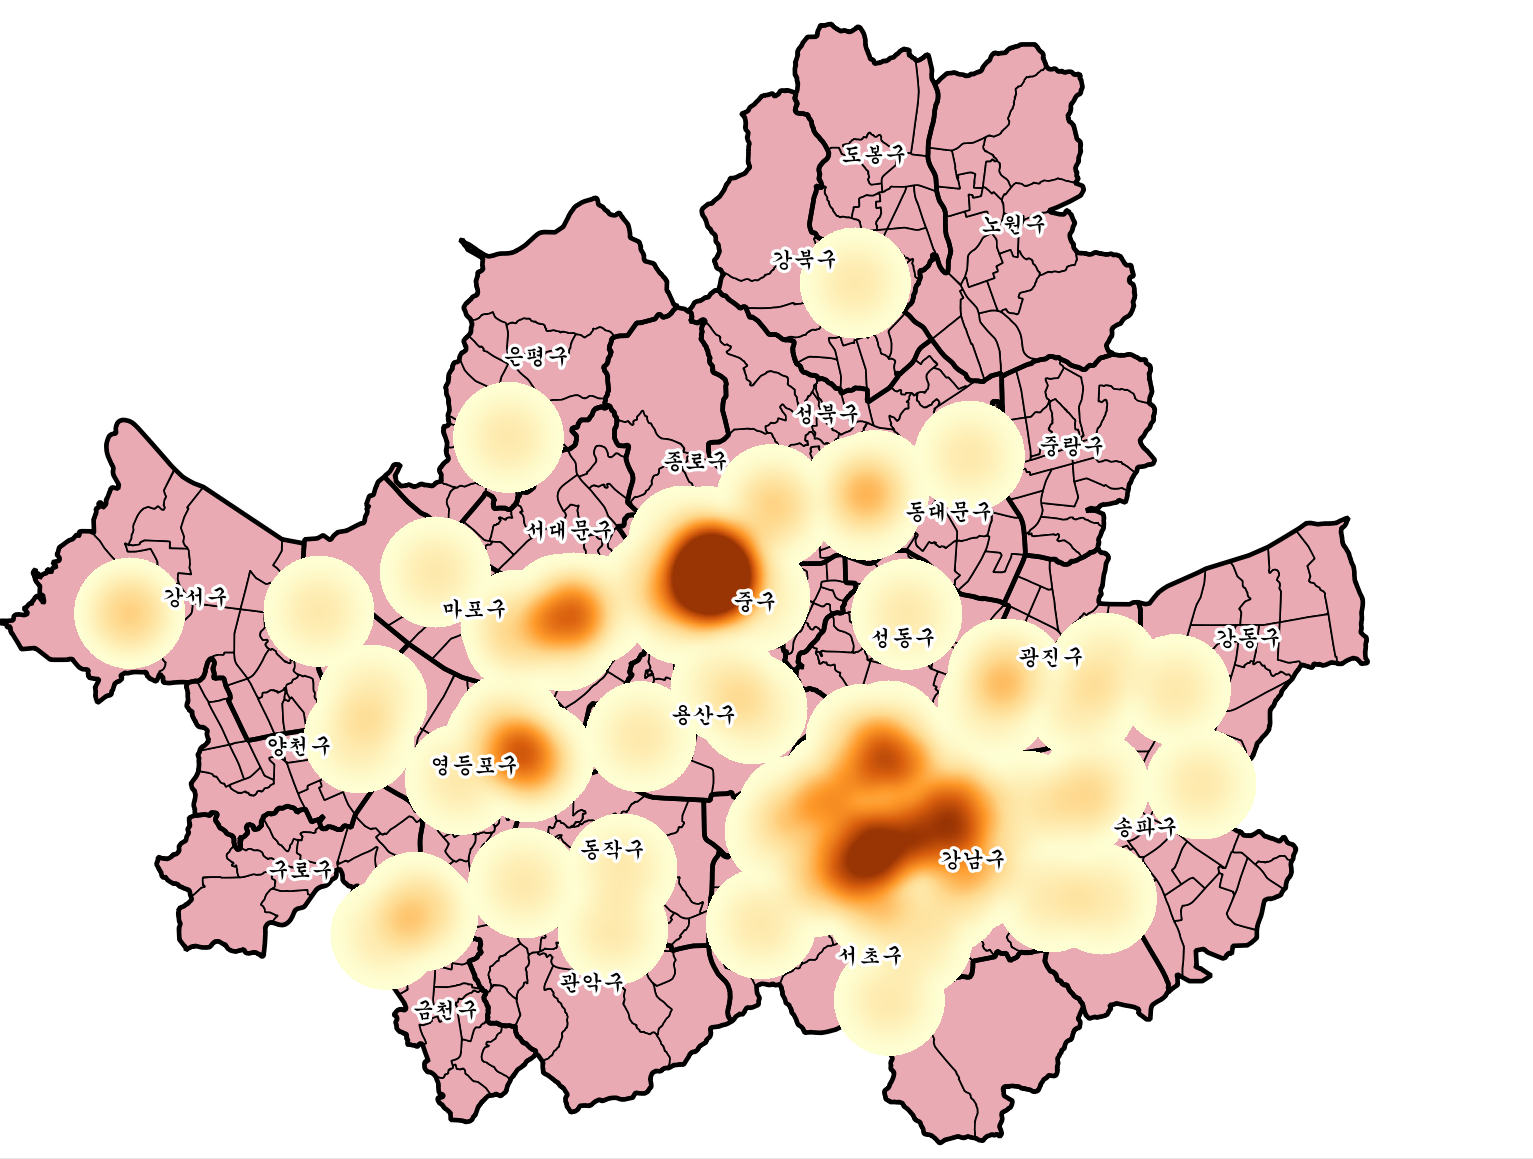 도봉구
노원구
강북구
은평구
성북구
중랑구
종로구
동대문구
서대문구
강서구
중구
마포구
성동구
강동구
광진구
용산구
양천구
영등포구
송파구
동작구
강남구
구로구
서초구
관악구
금천구